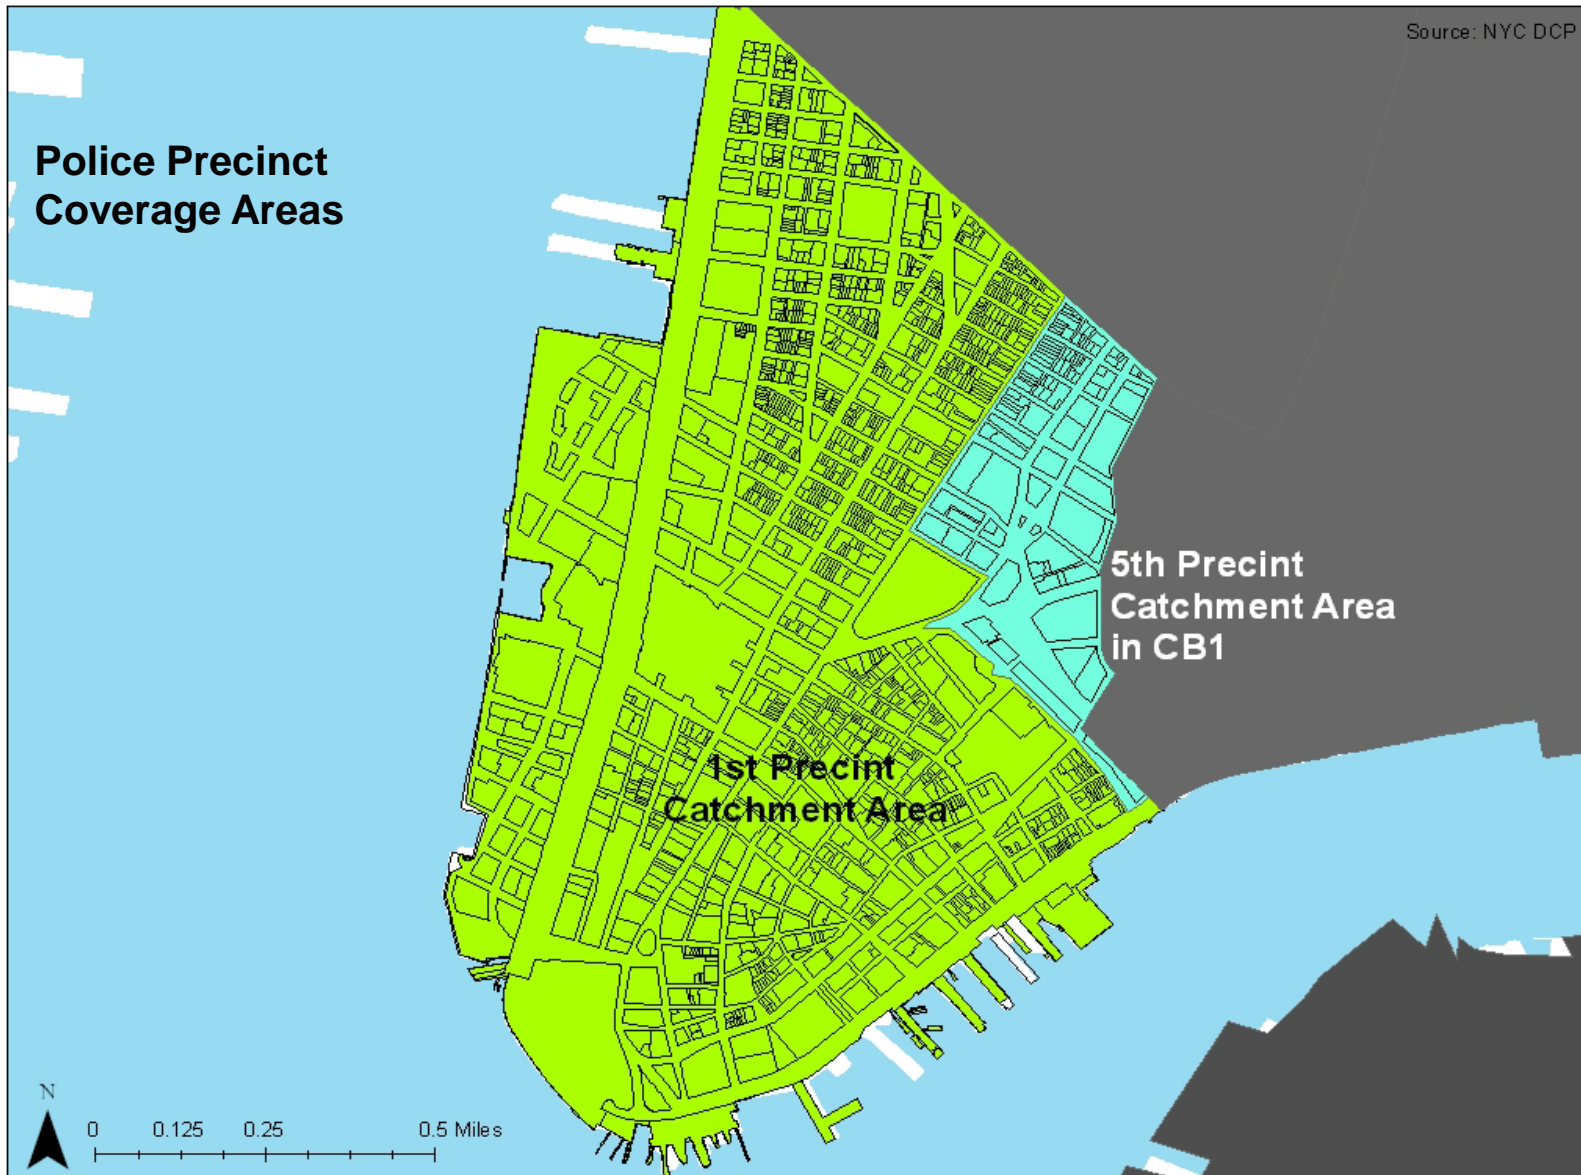 Source: NYC DCP
Police Precinct
Coverage Areas
5th Precint
Catchment Area
in CB1
1st Precint
Catchment Area
N
0 0.125 0.25 0.5 Miles